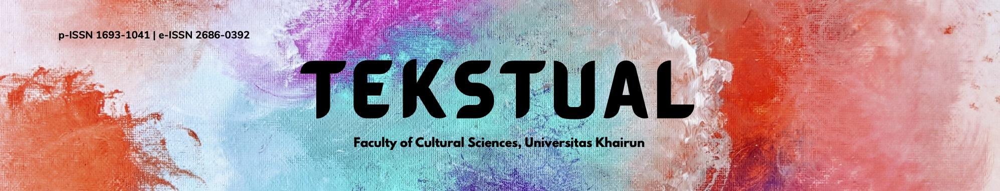 p-ISSN 1693-1041 | e-ISSN 2686-0392
TEKSTUAL
Faculty of Cultural Sciences, Universitas Khairun